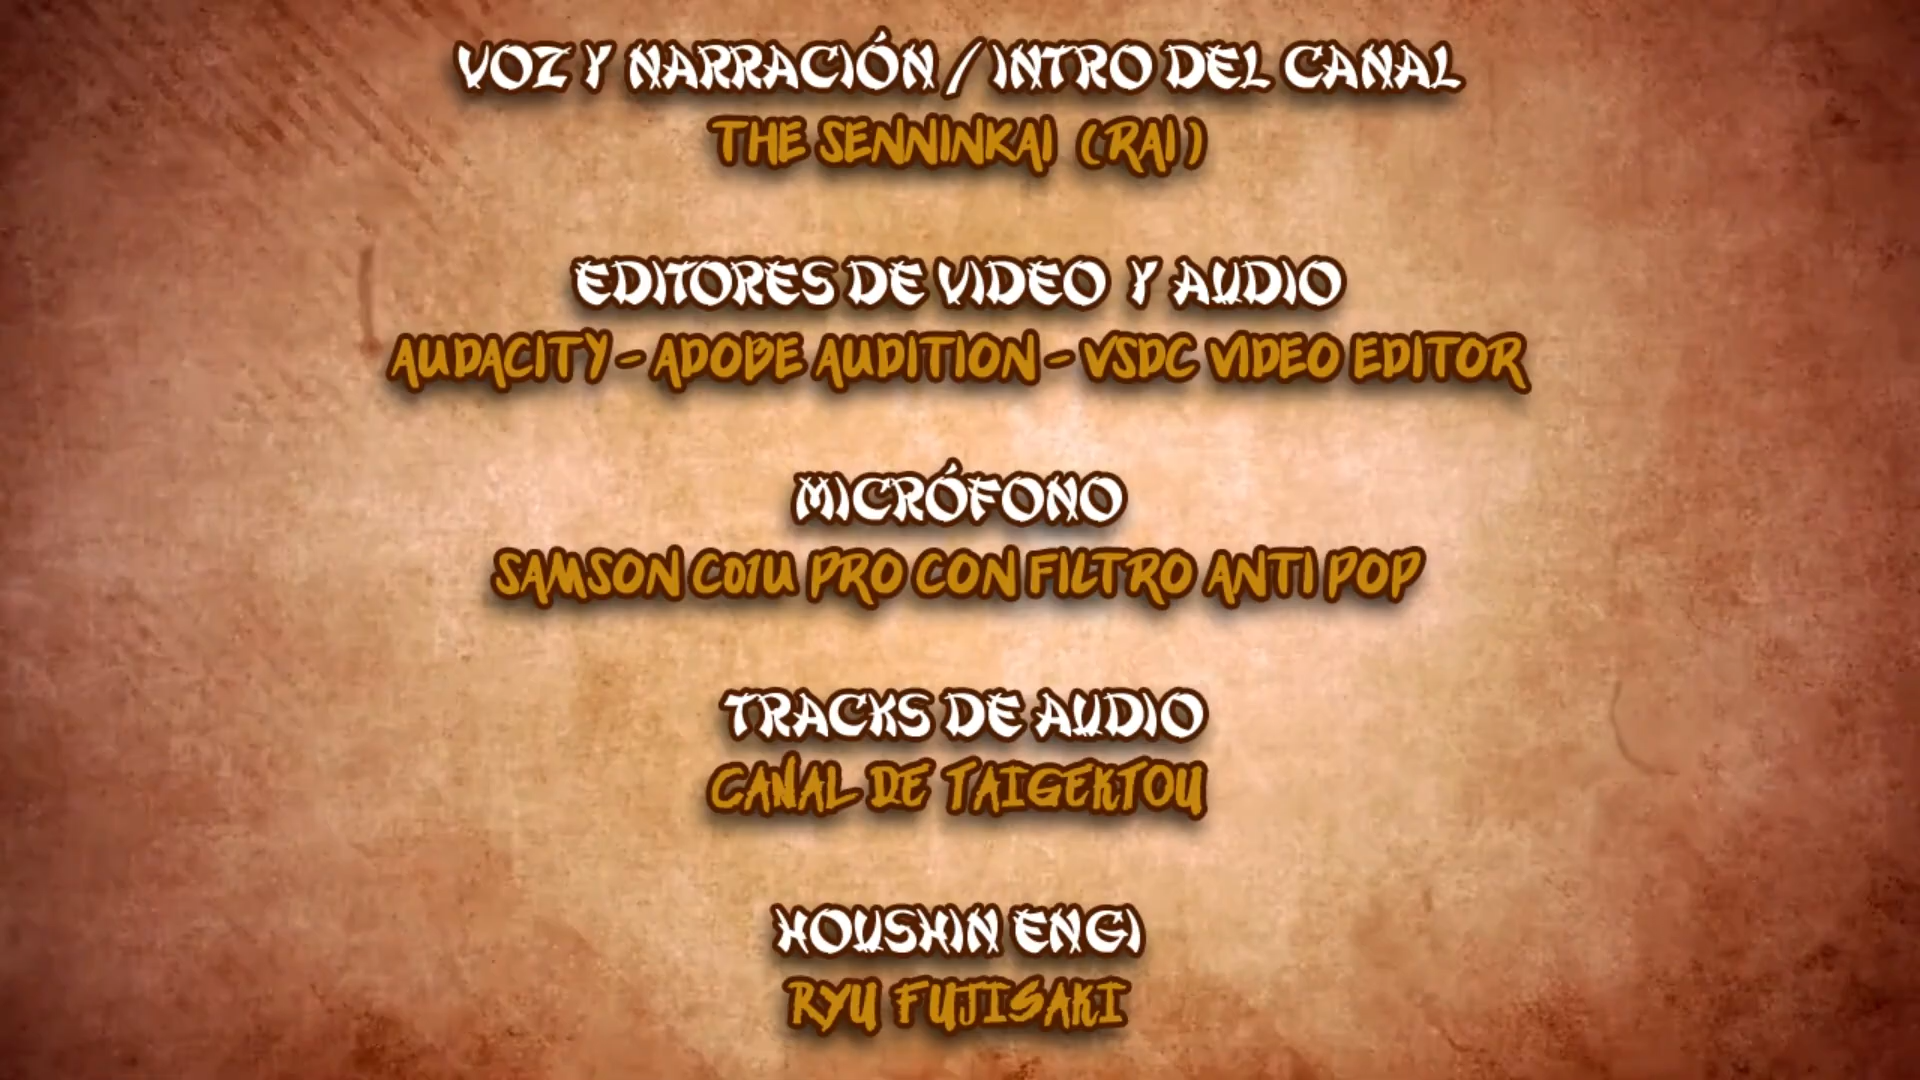 VOZ Y NARRACIÓN / INTRO DEL CANAL
THE SENNINKAI (RAI)
EDITORES DE VIDEO Y AUDIO
AUDACITY - ADOBE AUDITION - VSDC VIDEO EDITOR
MICRÓFONO
SAMSON C01U PRO CON FILTRO ANTI POP
TRACKS DE AUDIO
CANAL DE TAIGEKTOU
HOUSHIN ENGI
RYU FUJISAKI